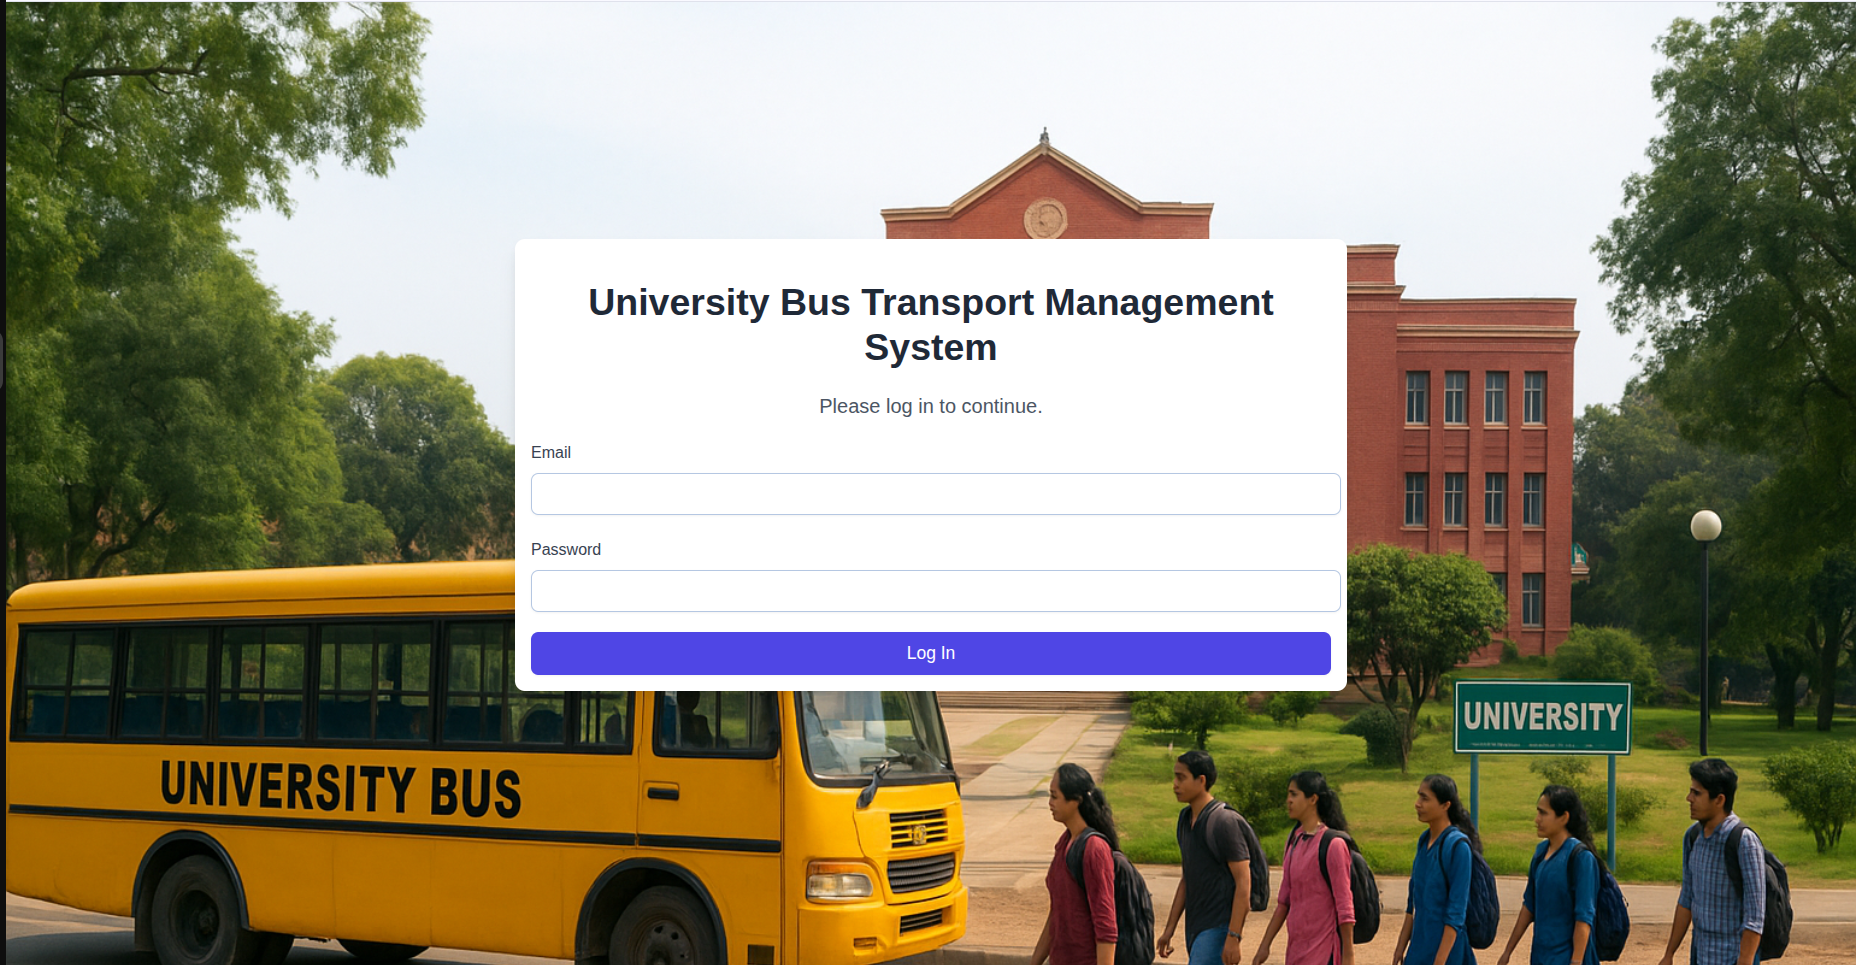 University Bus Transport Management
System
Please log in to continue.
Email
Password
Log In
UNIVERSITY
UNIVERSITY BUS